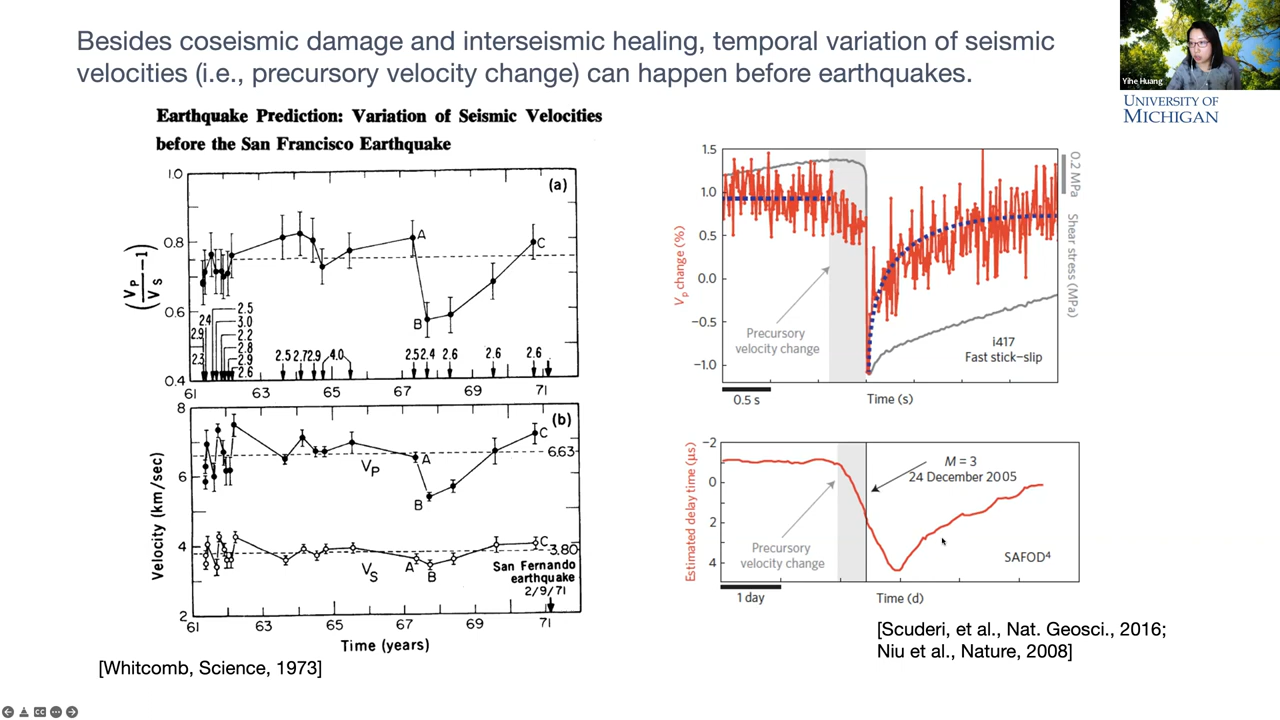 Besides coseismic damage and interseismic healing, temporal variation of seismic
velocities (i.e., precursory velocity change) can happen before earthquakes.
Yihe Huang
UNIVERSITY OF
MICHIGAN
Earthquake Prediction: Variation of Seismic Velocities
before the San Francisco Earthquake
(a)
1.0
0.8
0.6
0.4
(VP/VS −1)
A
B
C
2.5
2.4
3.0
2.9
2.2
2.8
2.3
2.9
2.6
2.5 2.7 2.9 4.0 2.5 2.4 2.6 2.6 2.6
61 63 65 67 69 71
(b)
8
6
4
2
Velocity (km/sec)
VP
A
B
C
6.63
VS
A
B
C
3.80
San Fernando
earthquake
2/9/71
61 63 65 67 69 71
Time (years)
[Whitcomb, Science, 1973]
1.5
1.0
0.5
0.0
−0.5
−1.0
Vp change (%)
0.2 MPa
Shear stress (MPa)
Precursory
velocity change
i417
Fast stick-slip
0.5 s
Time (s)
−2
0
2
4
Estimated delay time (μs)
M = 3
24 December 2005
Precursory
velocity change
SAFOD4
1 day
Time (d)
[Scuderi, et al., Nat. Geosci., 2016;
Niu et al., Nature, 2008]